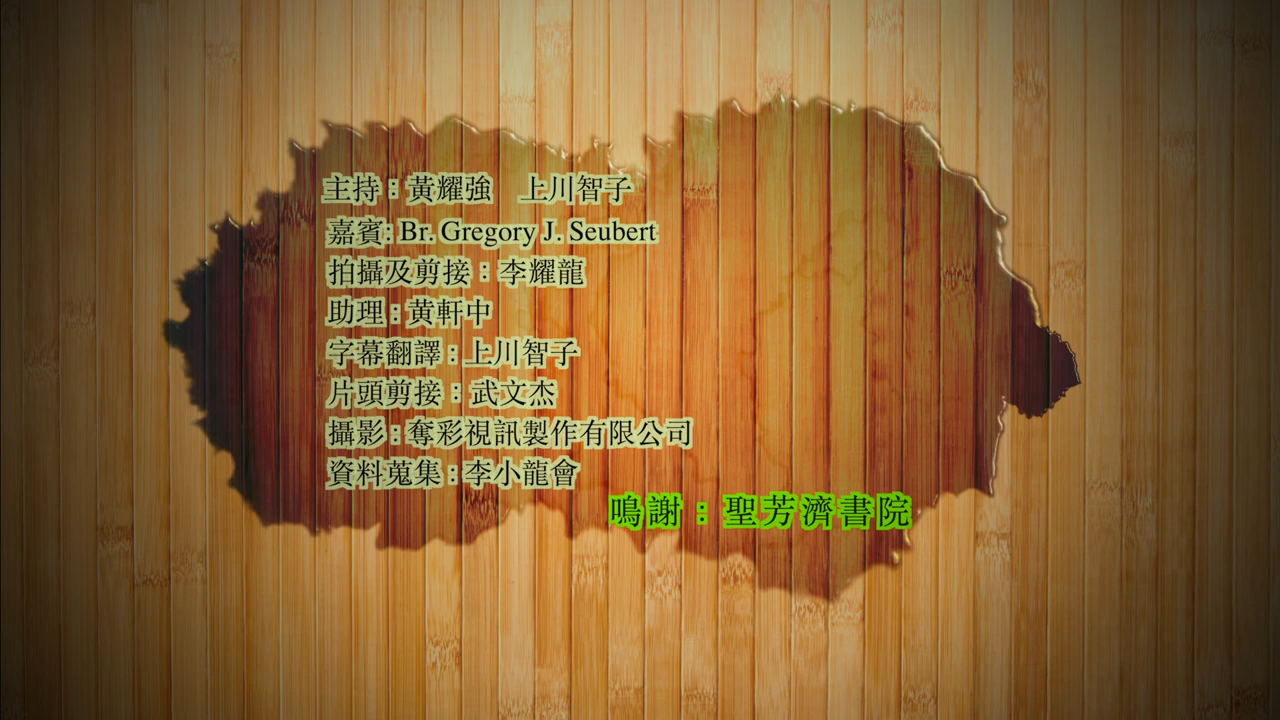 主持：黃耀強　上川智子
嘉賓: Br. Gregory J. Seubert
拍攝及剪接：李耀龍
助理 : 黃軒中
字幕翻譯 : 上川智子
片頭剪接：武文杰
攝影 : 奪彩視訊製作有限公司
資料蒐集 : 李小龍會
鳴謝：聖芳濟書院